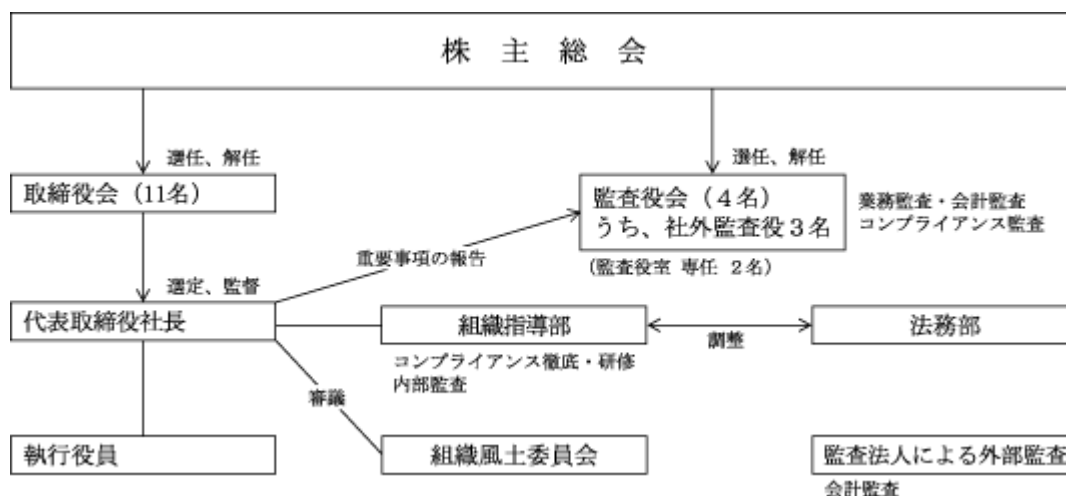 株主総会
選任、解任
選任、解任
取締役会（11名）
監査役会（４名）
うち、社外監査役３名
業務監査・会計監査
コンプライアンス監査
重要事項の報告
(監査役室 専任 ２名)
選定、監督
代表取締役社長
組織指導部
調整
法務部
コンプライアンス徹底・研修
内部監査
審議
執行役員
組織風土委員会
監査法人による外部監査
会計監査